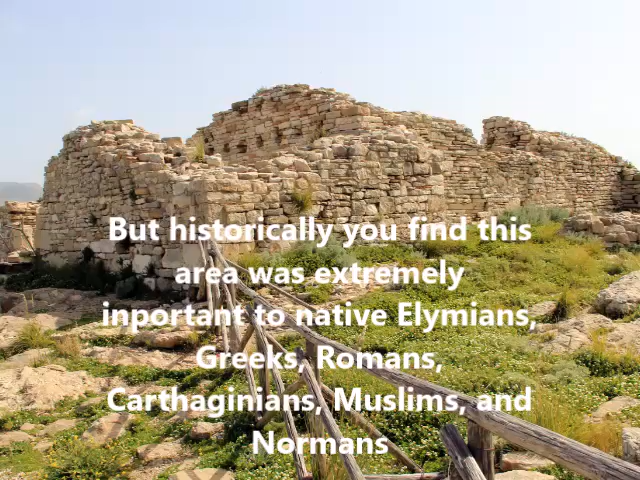 But historically you find this
area was extremely
inportant to native Elymians,
Greeks, Romans,
Carthaginians, Muslims, and
Normans